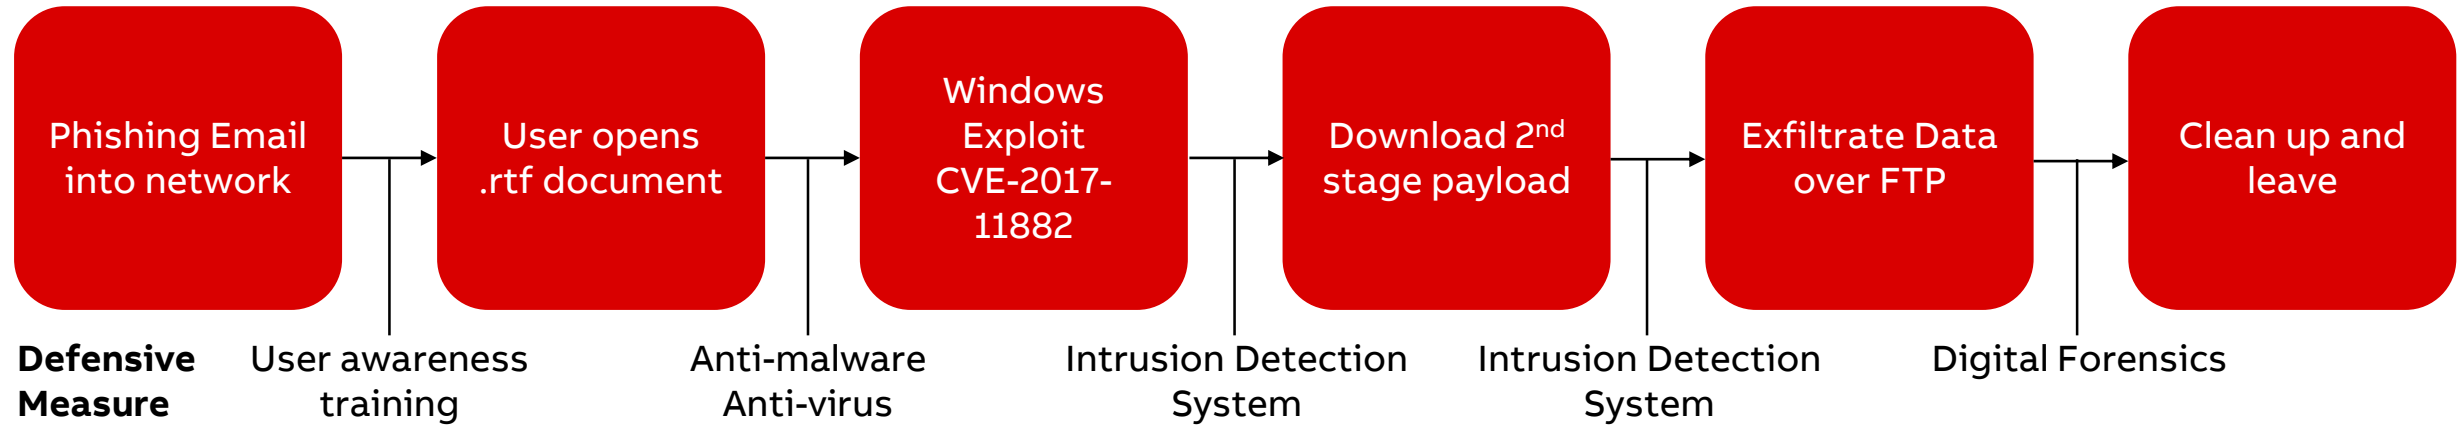 Phishing Email
into network
User opens
.rtf document
Windows
Exploit
CVE-2017-
11882
Download 2nd
stage payload
Exfiltrate Data
over FTP
Clean up and
leave
Defensive
Measure
User awareness
training
Anti-malware
Anti-virus
Intrusion Detection
System
Intrusion Detection
System
Digital Forensics